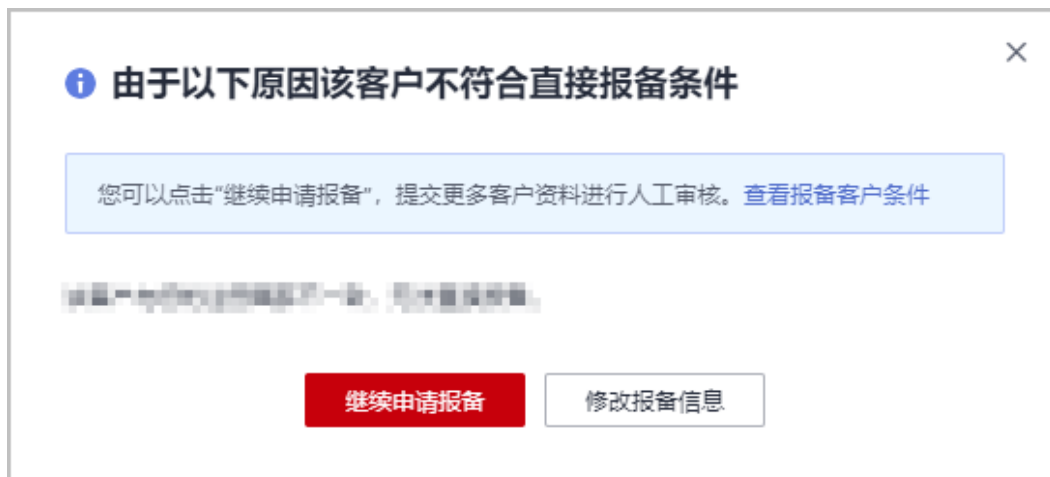 由于以下原因该客户不符合直接报备条件
您可以点击“继续申请报备”，提交更多客户资料进行人工审核。查看报备客户条件
继续申请报备
修改报备信息